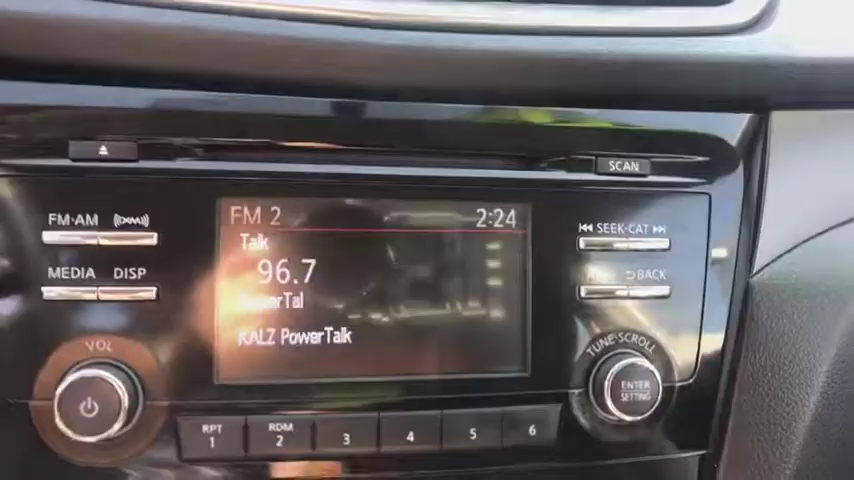 SCAN
FM·AM
FM 2
2:24
SEEK·CAT
Talk
MEDIA DISP
96.7
BACK
PowerTal
KALZ PowerTalk
VOL
TUNE·SCROLL
ENTER
SETTING
RPT
1
RDM
2
3
4
5
6